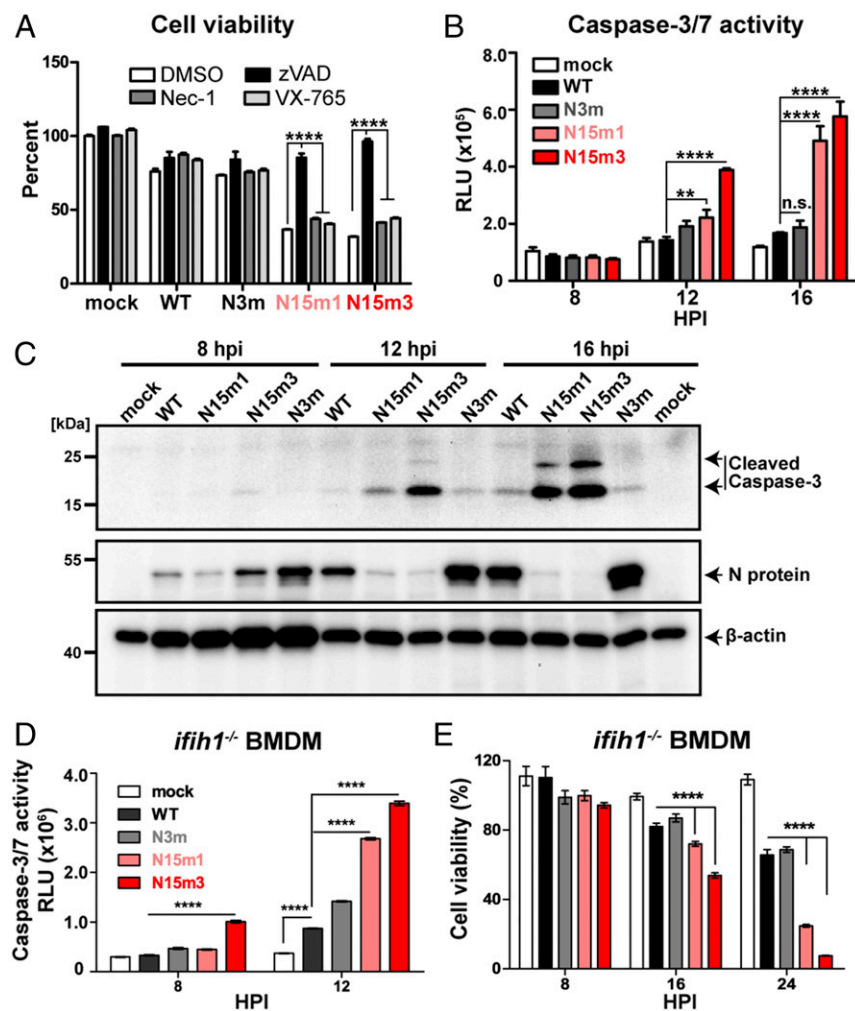 A
Cell viability
DMSO
zVAD
Nec-1
VX-765
****
****
Percent
150
100
50
0
mock
WT
N3m
N15m1
N15m3
B
Caspase-3/7 activity
mock
WT
N3m
N15m1
N15m3
****
****
****
**
n.s.
RLU (x10⁵)
8.0
6.0
4.0
2.0
0
8
12
16
HPI
C
8 hpi
12 hpi
16 hpi
mock
WT
N15m1
N15m3
N3m
WT
N15m1
N15m3
N3m
WT
N15m1
N15m3
N3m
mock
[kDa]
25
15
Cleaved
Caspase-3
55
N protein
40
β-actin
D
ifih1⁻/⁻ BMDM
mock
WT
N3m
N15m1
N15m3
****
****
****
****
Caspase-3/7 activity
RLU (x10⁶)
4.0
3.0
2.0
1.0
0
8
12
HPI
E
ifih1⁻/⁻ BMDM
****
****
Cell viability (%)
120
80
40
0
8
16
24
HPI